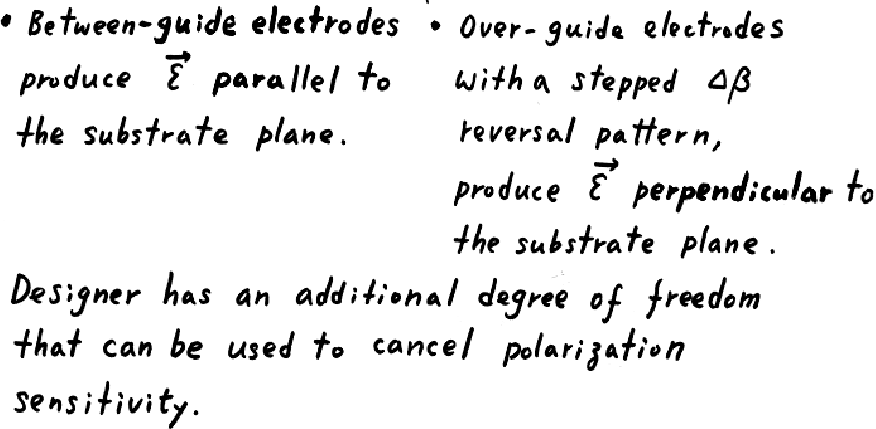 • Between-guide electrodes
produce ε⃗ parallel to
the substrate plane.
• Over-guide electrodes
with a stepped Δβ
reversal pattern,
produce ε⃗ perpendicular to
the substrate plane.
Designer has an additional degree of freedom
that can be used to cancel polarization
sensitivity.